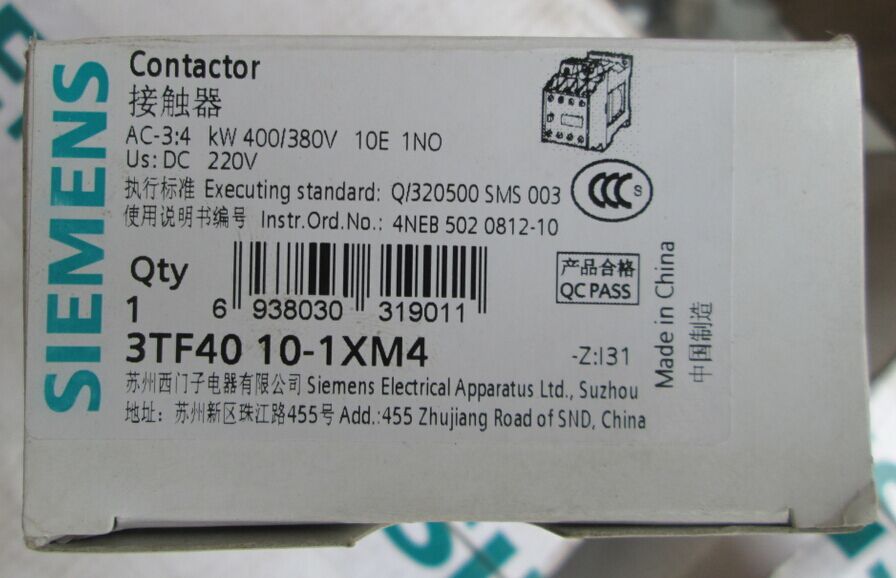 SIEMENS
Contactor
接触器
AC-3:4 kW 400/380V 10E 1NO
Us: DC 220V
执行标准 Executing standard: Q/320500 SMS 003
使用说明书编号 Instr.Ord.No.: 4NEB 502 0812-10
CCC S
Qty
1
6 938030 319011
产品合格
QC PASS
3TF40 10-1XM4
-Z:I31
苏州西门子电器有限公司 Siemens Electrical Apparatus Ltd., Suzhou
地址: 苏州新区珠江路455号 Add.:455 Zhujiang Road of SND, China
Made in China
中国制造